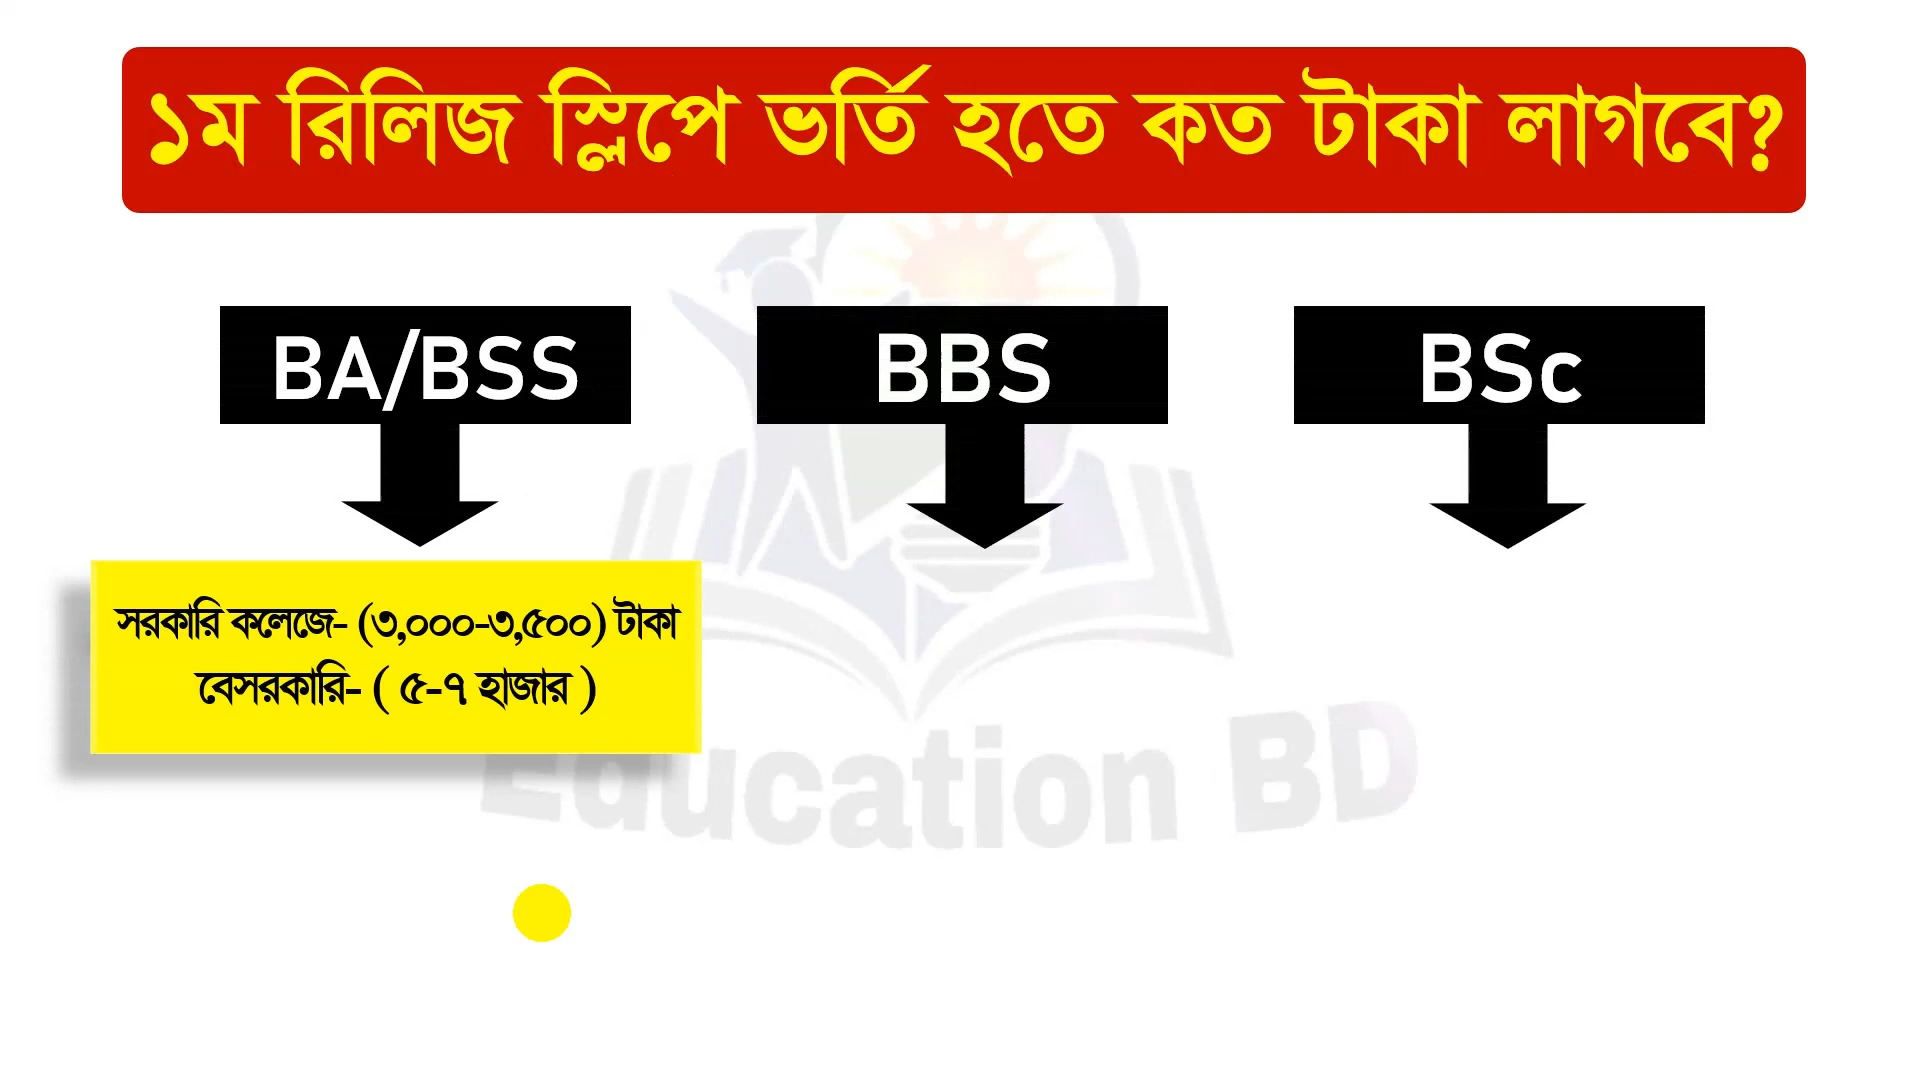 ১ম রিলিজ স্লিপে ভর্তি হতে কত টাকা লাগবে?
BA/BSS
BBS
BSc
সরকারি কলেজে- (৩,০০০-৩,৫০০) টাকা
বেসরকারি- ( ৫-৭ হাজার )
Education BD